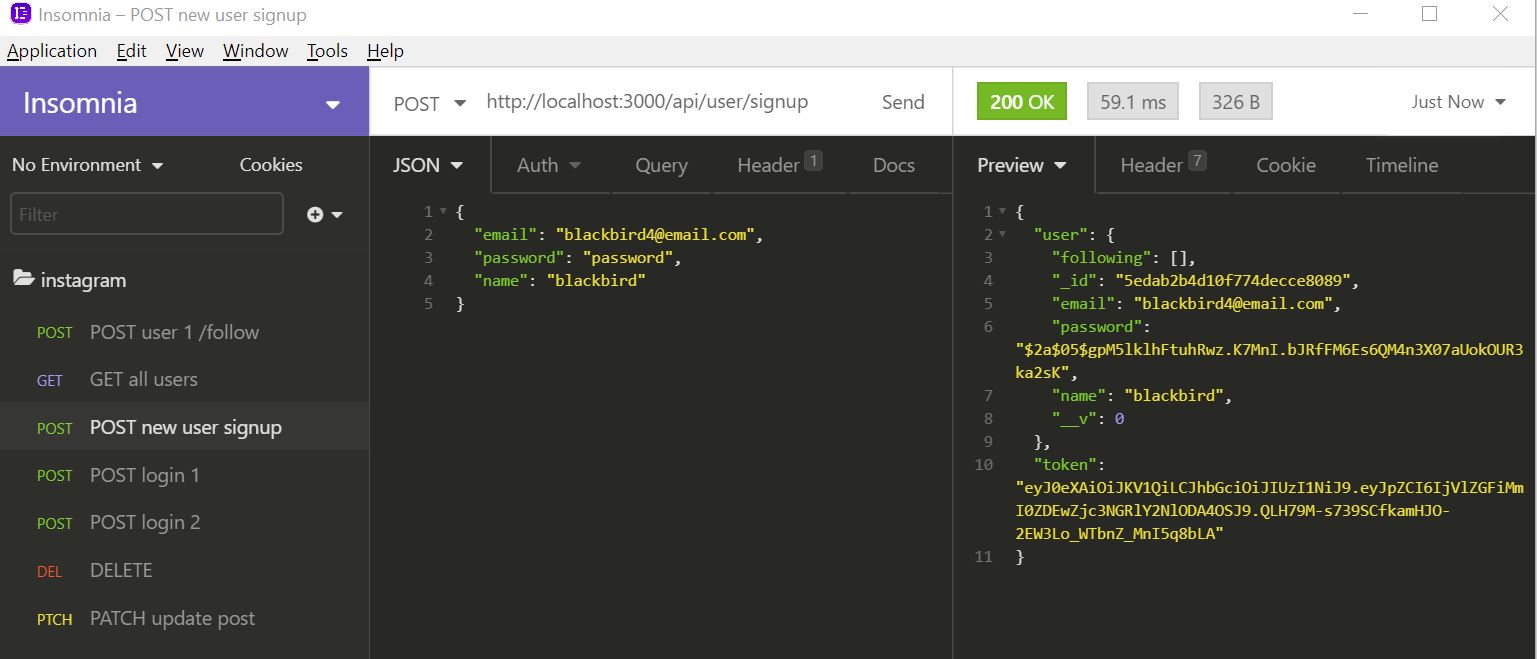 Insomnia – POST new user signup
Application Edit View Window Tools Help
Insomnia
POST http://localhost:3000/api/user/signup Send
200 OK 59.1 ms 326 B Just Now
No Environment Cookies
Filter
instagram
POST POST user 1 /follow
GET GET all users
POST POST new user signup
POST POST login 1
POST POST login 2
DEL DELETE
PTCH PATCH update post
JSON Auth Query Header 1 Docs
1 {
2 "email": "blackbird4@email.com",
3 "password": "password",
4 "name": "blackbird"
5 }
Preview Header 7 Cookie Timeline
1 {
2 "user": {
3 "following": [],
4 "_id": "5edab2b4d10f774decce8089",
5 "email": "blackbird4@email.com",
6 "password":
"$2a$05$gpM5lklhFtuhRwz.K7MnI.bJRfFM6Es6QM4n3X07aUokOUR3
ka2sK",
7 "name": "blackbird",
8 "__v": 0
9 },
10 "token":
"eyJ0eXAiOiJKV1QiLCJhbGciOiJIUzI1NiJ9.eyJpZCI6IjVlZGFiMm
I0ZDEwZjc3NGRlY2NlODA4OSJ9.QLH79M-s739SCfkamHJO-
2EW3Lo_WTbnZ_MnI5q8bLA"
11 }